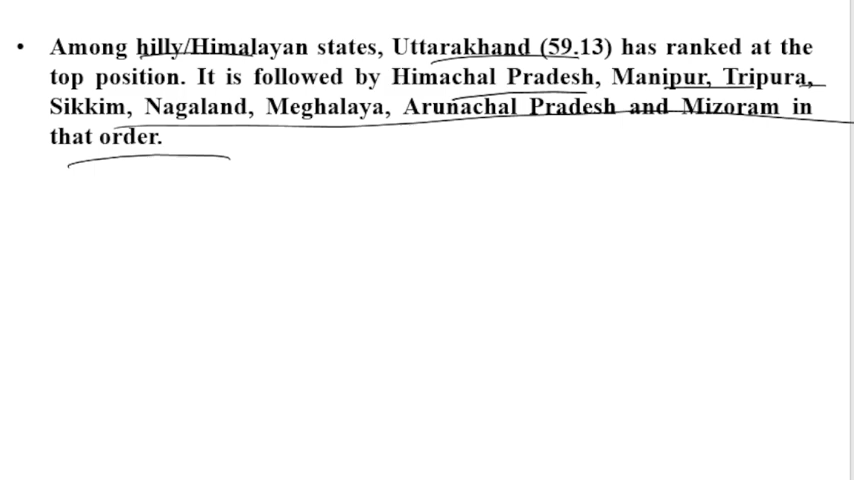 • Among hilly/Himalayan states, Uttarakhand (59.13) has ranked at the
top position. It is followed by Himachal Pradesh, Manipur, Tripura,
Sikkim, Nagaland, Meghalaya, Arunachal Pradesh and Mizoram in
that order.